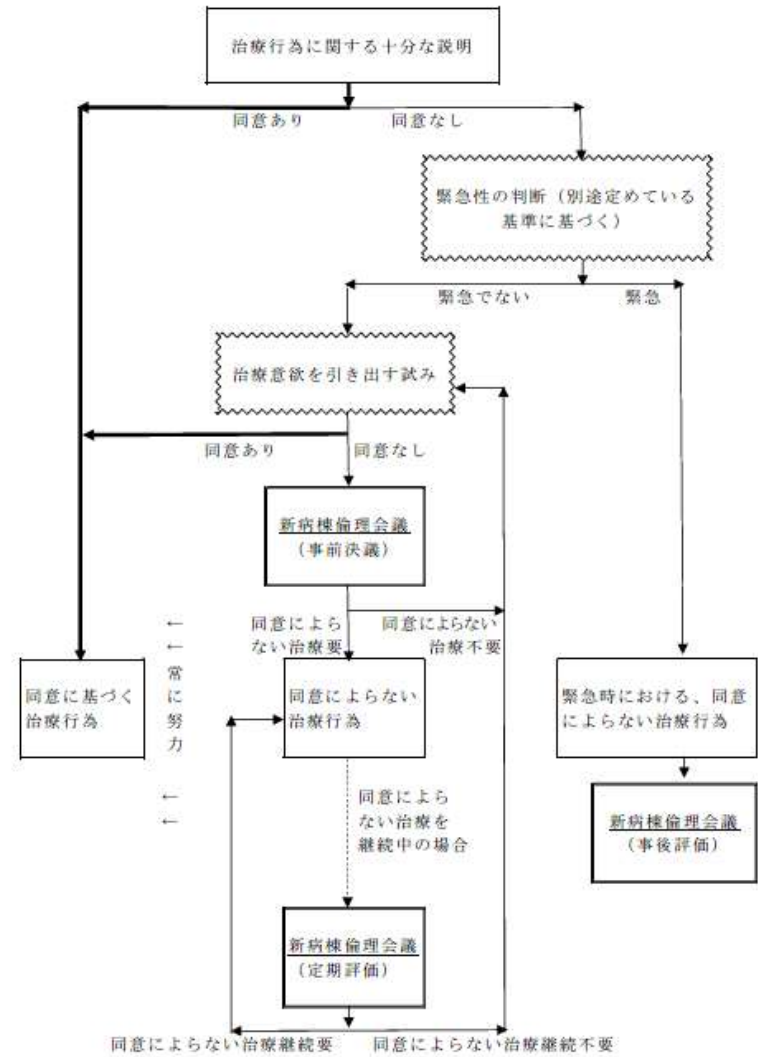 治療行為に関する十分な説明
同意あり
同意なし
緊急性の判断（別途定めている
基準に基づく）
緊急でない
緊急
治療意欲を引き出す試み
同意あり
同意なし
新病棟倫理会議
（事前決議）
同意によら
ない治療要
同意によらない
治療不要
←
←
常
に
努
力
←
←
同意に基づく
治療行為
同意によらない
治療行為
緊急時における、同意
によらない治療行為
同意によら
ない治療を
継続中の場合
新病棟倫理会議
（事後評価）
新病棟倫理会議
（定期評価）
同意によらない治療継続要
同意によらない治療継続不要